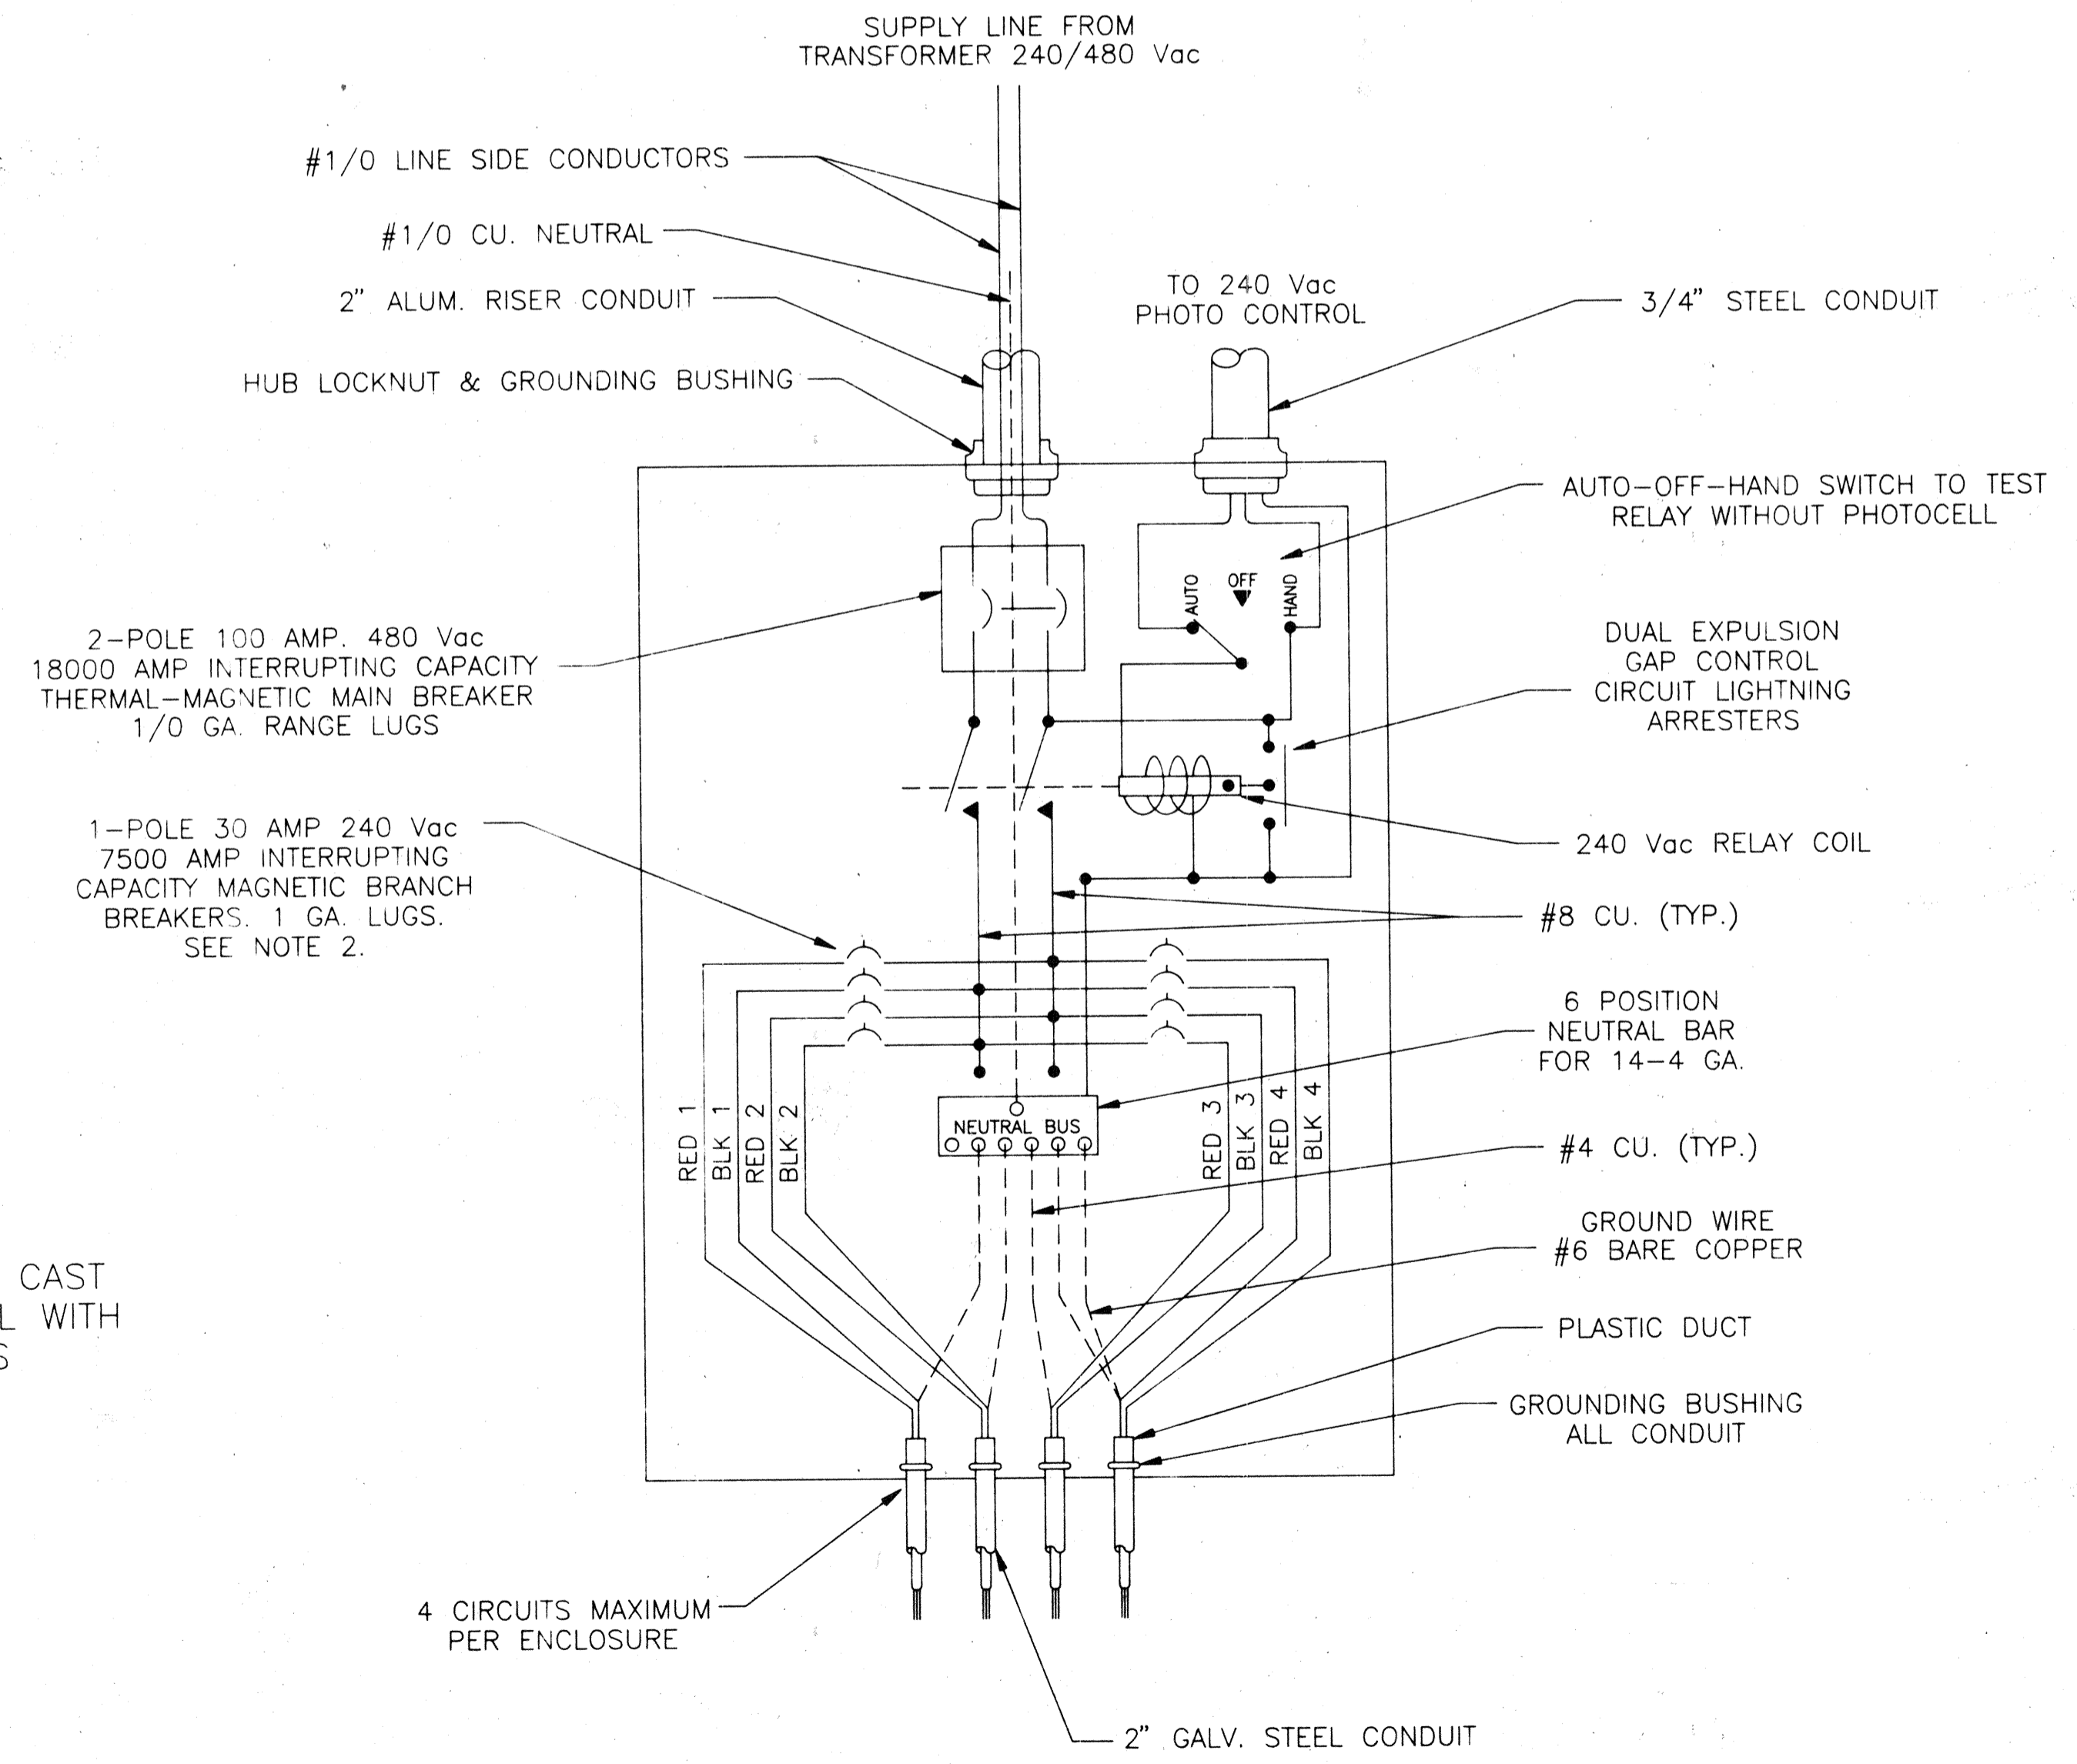 SUPPLY LINE FROM
TRANSFORMER 240/480 Vac
#1/0 LINE SIDE CONDUCTORS
#1/0 CU. NEUTRAL
2" ALUM. RISER CONDUIT
HUB LOCKNUT & GROUNDING BUSHING
TO 240 Vac
PHOTO CONTROL
3/4" STEEL CONDUIT
AUTO-OFF-HAND SWITCH TO TEST
RELAY WITHOUT PHOTOCELL
AUTO
OFF
HAND
2-POLE 100 AMP. 480 Vac
18000 AMP INTERRUPTING CAPACITY
THERMAL-MAGNETIC MAIN BREAKER
1/0 GA. RANGE LUGS
DUAL EXPULSION
GAP CONTROL
CIRCUIT LIGHTNING
ARRESTERS
1-POLE 30 AMP 240 Vac
7500 AMP INTERRUPTING
CAPACITY MAGNETIC BRANCH
BREAKERS. 1 GA. LUGS.
SEE NOTE 2.
240 Vac RELAY COIL
#8 CU. (TYP.)
6 POSITION
NEUTRAL BAR
FOR 14-4 GA.
RED 1
BLK 1
RED 2
BLK 2
NEUTRAL BUS
RED 3
BLK 3
RED 4
BLK 4
#4 CU. (TYP.)
GROUND WIRE
#6 BARE COPPER
PLASTIC DUCT
GROUNDING BUSHING
ALL CONDUIT
CAST
L WITH
S
4 CIRCUITS MAXIMUM
PER ENCLOSURE
2" GALV. STEEL CONDUIT